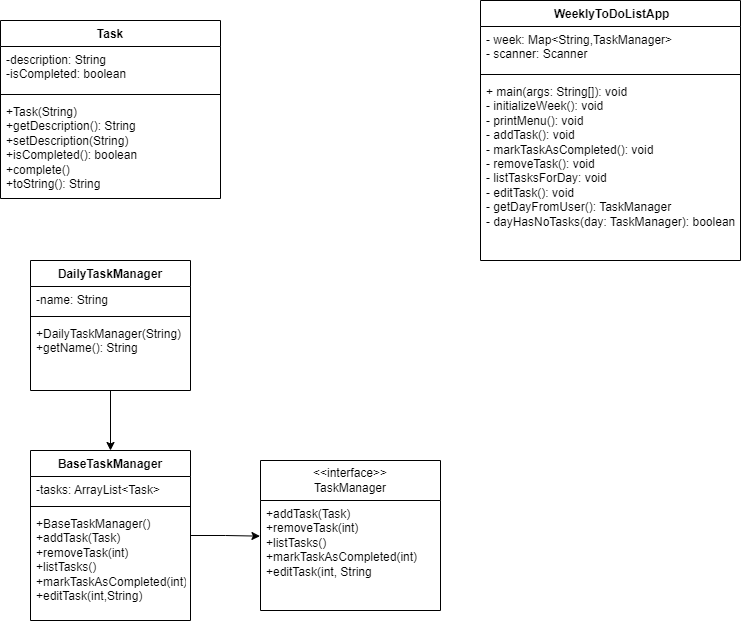 Task
-description: String
-isCompleted: boolean
+Task(String)
+getDescription(): String
+setDescription(String)
+isCompleted(): boolean
+complete()
+toString(): String
WeeklyToDoListApp
- week: Map<String,TaskManager>
- scanner: Scanner
+ main(args: String[]): void
- initializeWeek(): void
- printMenu(): void
- addTask(): void
- markTaskAsCompleted(): void
- removeTask(): void
- listTasksForDay: void
- editTask(): void
- getDayFromUser(): TaskManager
- dayHasNoTasks(day: TaskManager): boolean
DailyTaskManager
-name: String
+DailyTaskManager(String)
+getName(): String
BaseTaskManager
-tasks: ArrayList<Task>
+BaseTaskManager()
+addTask(Task)
+removeTask(int)
+listTasks()
+markTaskAsCompleted(int)
+editTask(int,String)
<<interface>>
TaskManager
+addTask(Task)
+removeTask(int)
+listTasks()
+markTaskAsCompleted(int)
+editTask(int, String